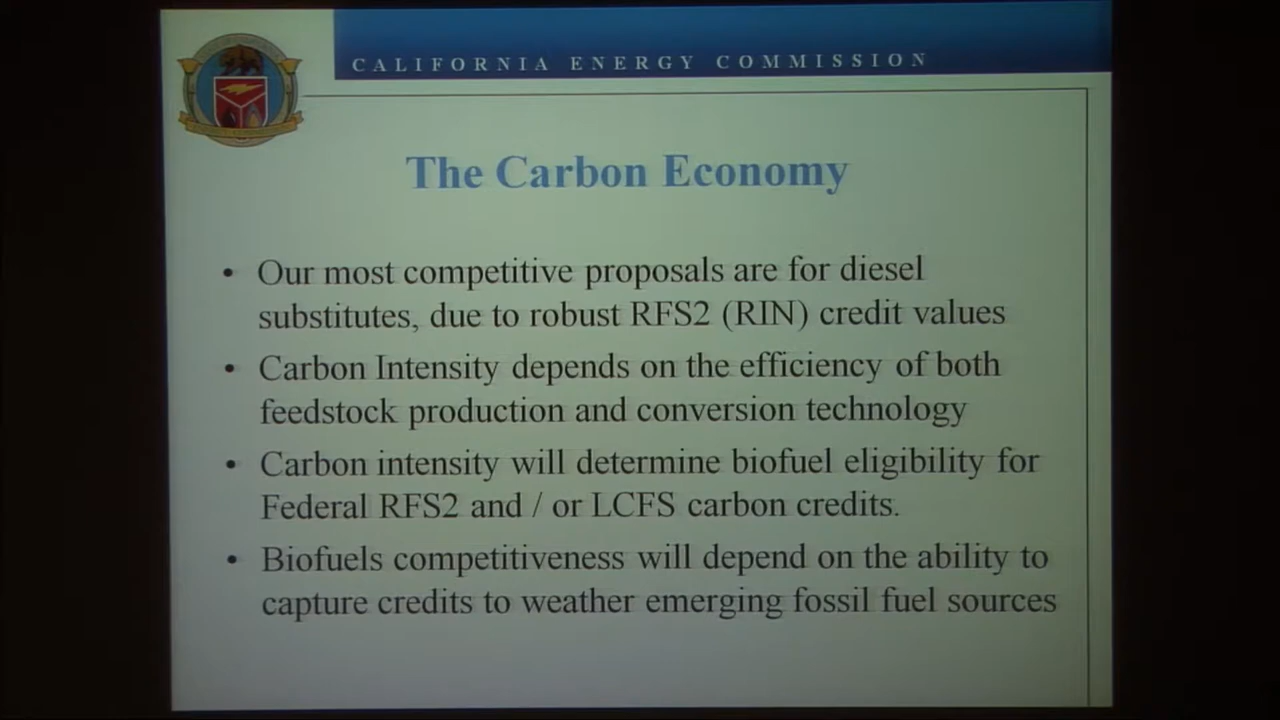 CALIFORNIA ENERGY COMMISSION
The Carbon Economy
• Our most competitive proposals are for diesel
substitutes, due to robust RFS2 (RIN) credit values
• Carbon Intensity depends on the efficiency of both
feedstock production and conversion technology
• Carbon intensity will determine biofuel eligibility for
Federal RFS2 and / or LCFS carbon credits.
• Biofuels competitiveness will depend on the ability to
capture credits to weather emerging fossil fuel sources